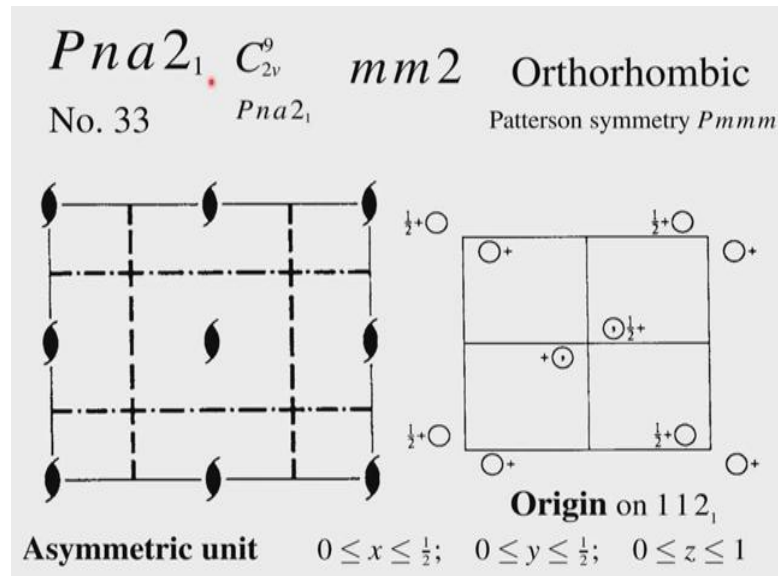 Pna2₁ C⁹₂ᵥ mm2 Orthorhombic
No. 33 Pna2₁ Patterson symmetry Pmmm
½+ ½+
+ +
½+
+
½+ ½+
+ +
Origin on 112₁
Asymmetric unit 0 ≤ x ≤ ½; 0 ≤ y ≤ ½; 0 ≤ z ≤ 1